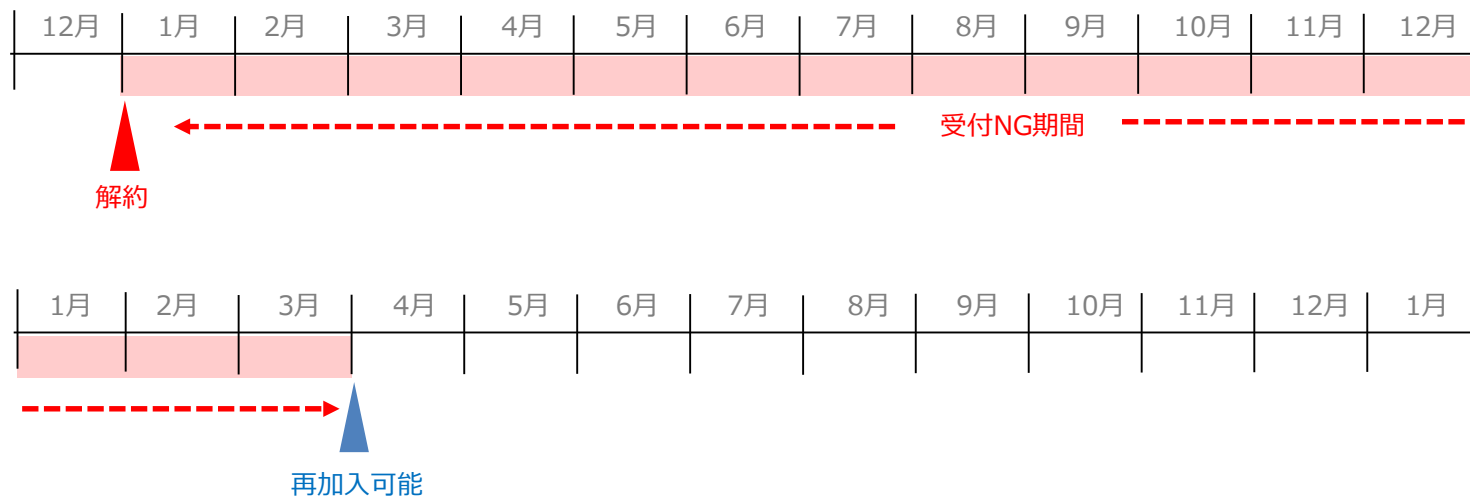 12月 1月 2月 3月 4月 5月 6月 7月 8月 9月 10月 11月 12月
受付NG期間
解約
1月 2月 3月 4月 5月 6月 7月 8月 9月 10月 11月 12月 1月
再加入可能